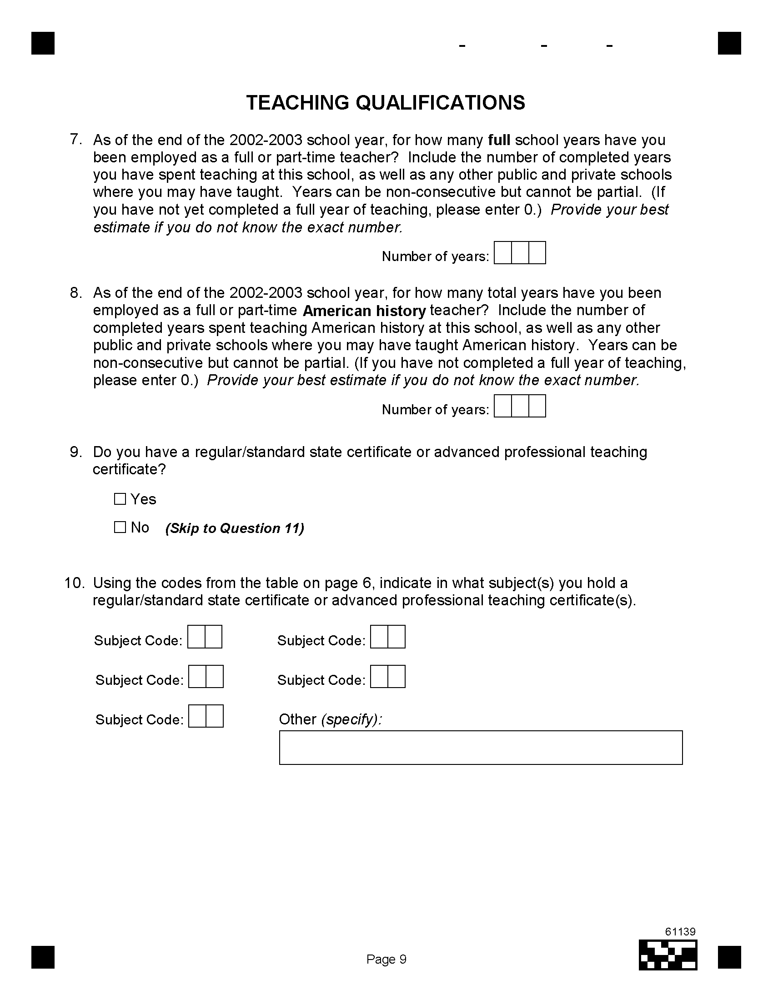 - - -
TEACHING QUALIFICATIONS
7. As of the end of the 2002-2003 school year, for how many full school years have you
been employed as a full or part-time teacher? Include the number of completed years
you have spent teaching at this school, as well as any other public and private schools
where you may have taught. Years can be non-consecutive but cannot be partial. (If
you have not yet completed a full year of teaching, please enter 0.) Provide your best
estimate if you do not know the exact number.
Number of years:
8. As of the end of the 2002-2003 school year, for how many total years have you been
employed as a full or part-time American history teacher? Include the number of
completed years spent teaching American history at this school, as well as any other
public and private schools where you may have taught American history. Years can be
non-consecutive but cannot be partial. (If you have not completed a full year of teaching,
please enter 0.) Provide your best estimate if you do not know the exact number.
Number of years:
9. Do you have a regular/standard state certificate or advanced professional teaching
certificate?
Yes
No (Skip to Question 11)
10. Using the codes from the table on page 6, indicate in what subject(s) you hold a
regular/standard state certificate or advanced professional teaching certificate(s).
Subject Code: Subject Code:
Subject Code: Subject Code:
Subject Code: Other (specify):
61139
Page 9